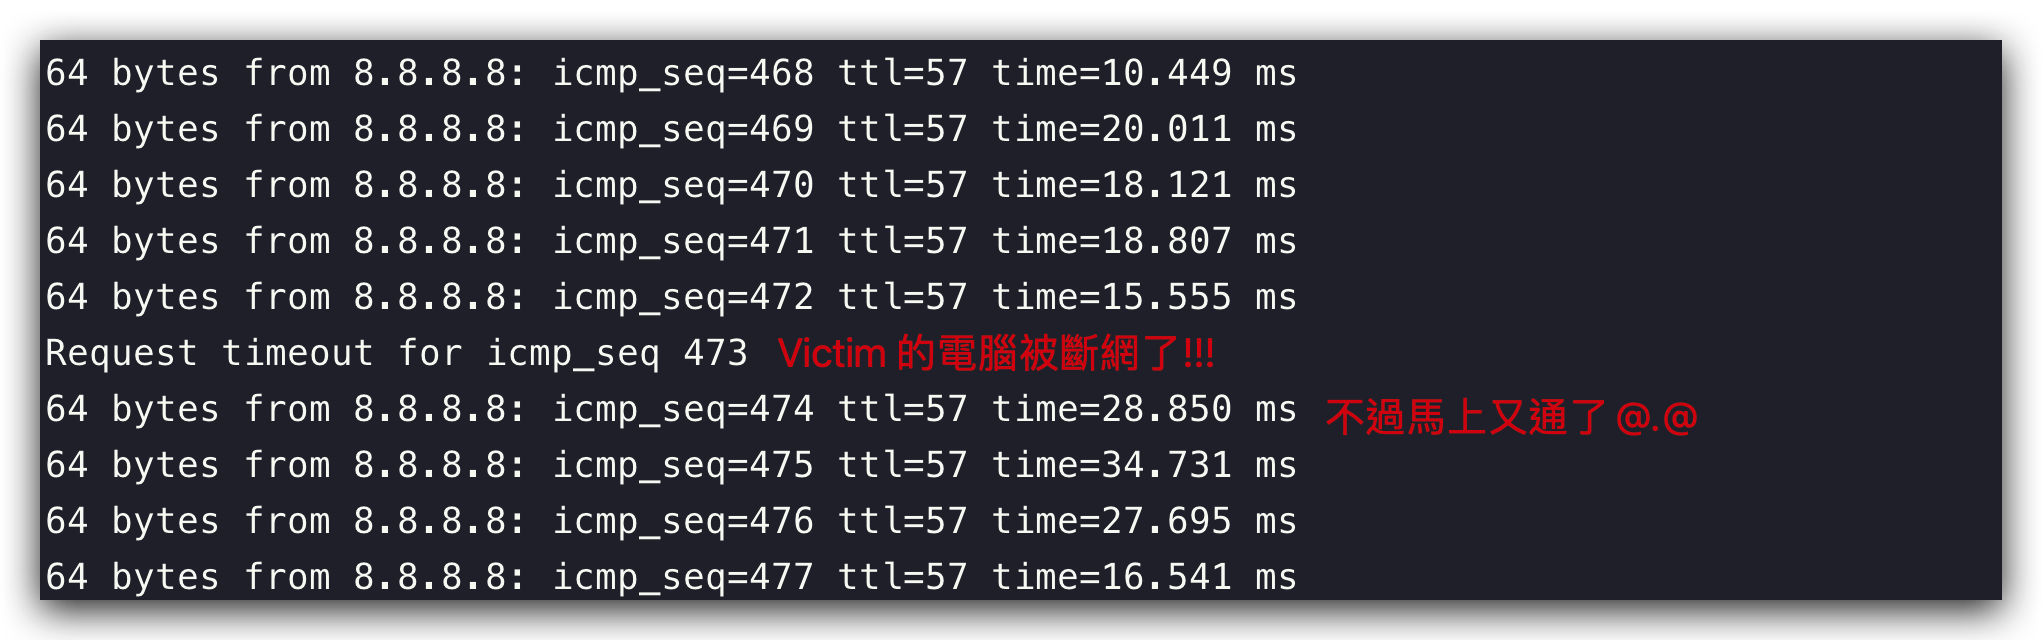 64 bytes from 8.8.8.8: icmp_seq=468 ttl=57 time=10.449 ms
64 bytes from 8.8.8.8: icmp_seq=469 ttl=57 time=20.011 ms
64 bytes from 8.8.8.8: icmp_seq=470 ttl=57 time=18.121 ms
64 bytes from 8.8.8.8: icmp_seq=471 ttl=57 time=18.807 ms
64 bytes from 8.8.8.8: icmp_seq=472 ttl=57 time=15.555 ms
Request timeout for icmp_seq 473 Victim 的電腦被斷網了!!!
64 bytes from 8.8.8.8: icmp_seq=474 ttl=57 time=28.850 ms 不過馬上又通了 @.@
64 bytes from 8.8.8.8: icmp_seq=475 ttl=57 time=34.731 ms
64 bytes from 8.8.8.8: icmp_seq=476 ttl=57 time=27.695 ms
64 bytes from 8.8.8.8: icmp_seq=477 ttl=57 time=16.541 ms